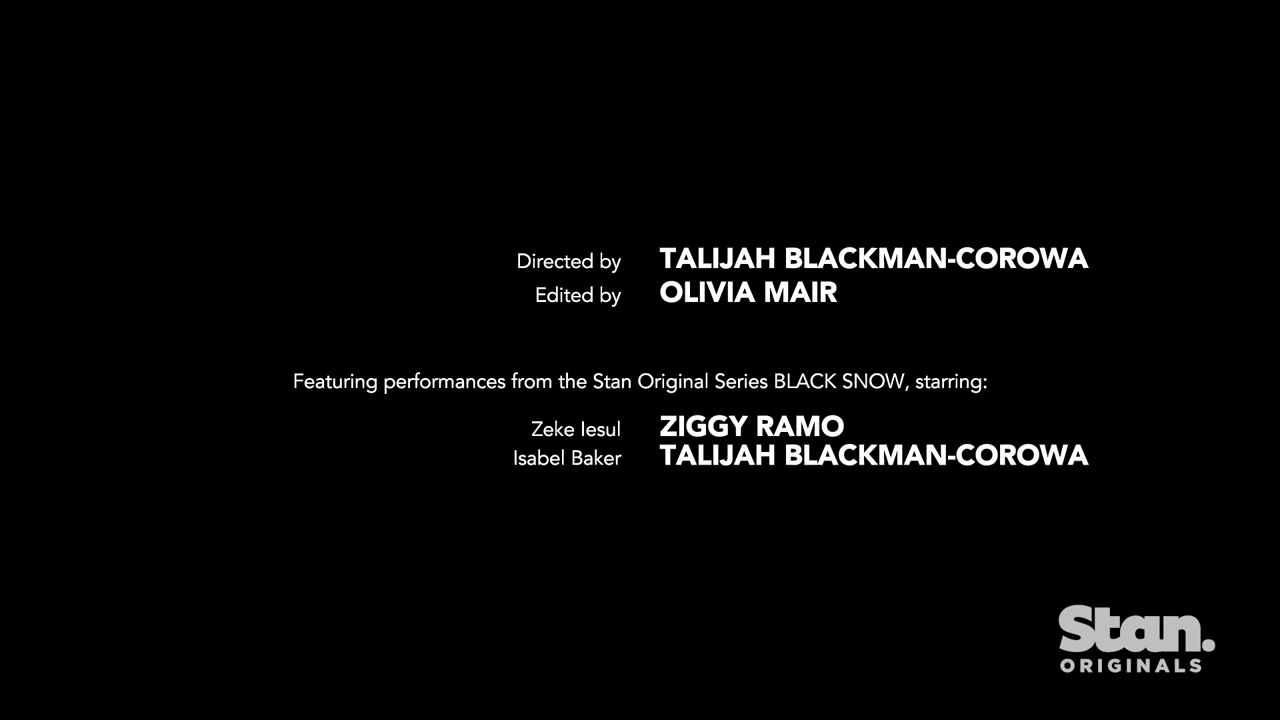 Directed by TALIJAH BLACKMAN-COROWA
Edited by OLIVIA MAIR
Featuring performances from the Stan Original Series BLACK SNOW, starring:
Zeke Iesul ZIGGY RAMO
Isabel Baker TALIJAH BLACKMAN-COROWA
Stan.
ORIGINALS